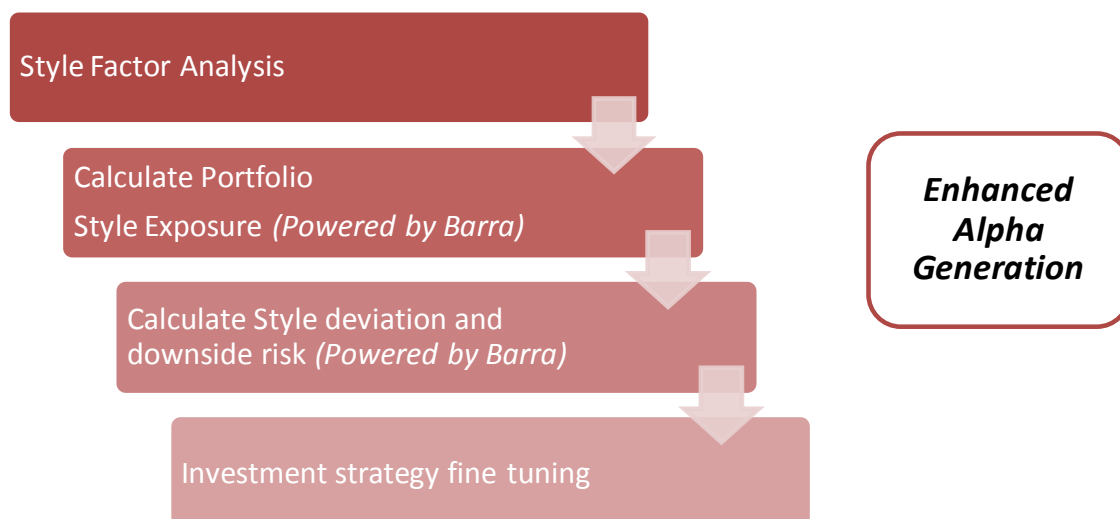 Style Factor Analysis
Calculate Portfolio
Style Exposure (Powered by Barra)
Calculate Style deviation and
downside risk (Powered by Barra)
Investment strategy fine tuning
Enhanced
Alpha
Generation